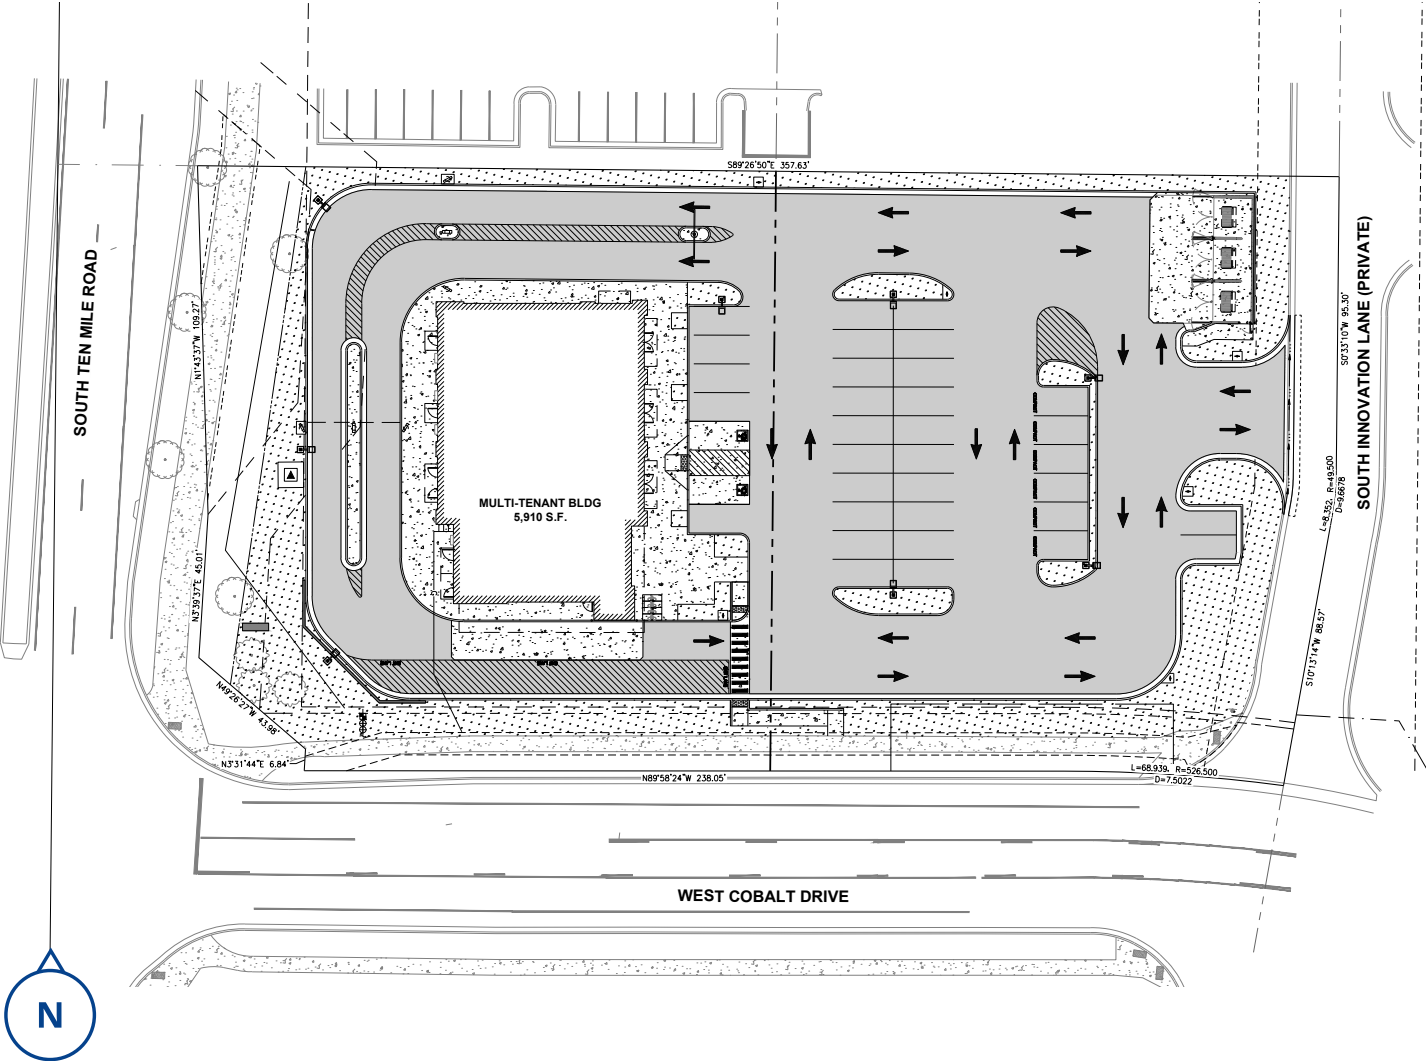 S89°26'50"E 357.63'
SOUTH TEN MILE ROAD
N1°43'37"W 109.27'
S0°33'10"W 95.30'
SOUTH INNOVATION LANE (PRIVATE)
L=8.352, R=49.500
D=9.6678
MULTI-TENANT BLDG
5,910 S.F.
N3°39'37"E 45.01'
S10°13'14"W 88.57'
N49°26'27"W 43.98'
N3°31'44"E 6.84'
N89°58'24"W 238.05'
L=68.939, R=526.500
D=7.5022
WEST COBALT DRIVE
N